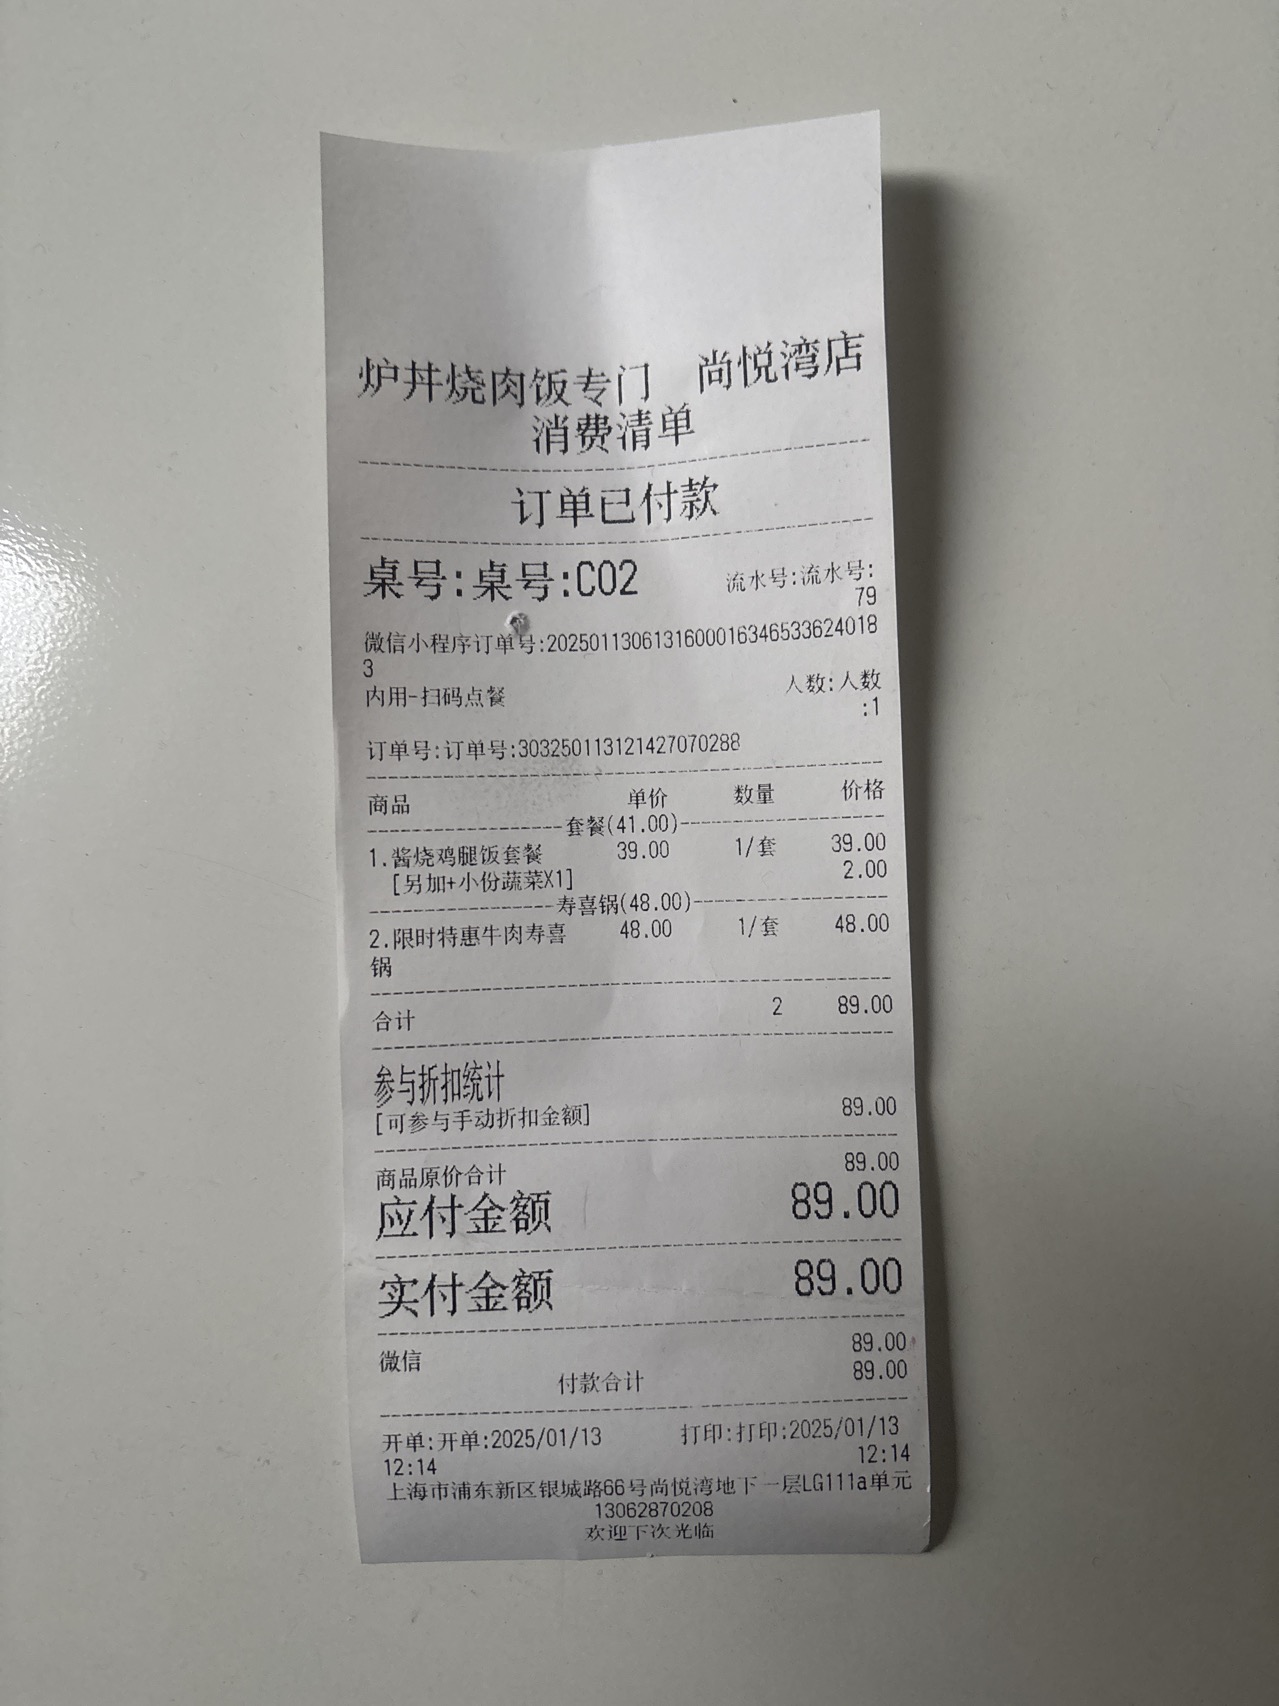 炉丼烧肉饭专门 尚悦湾店
消费清单
订单已付款
桌号:桌号:C02 流水号:流水号:
79
微信小程序订单号:2025011306131600016346533624018
3
内用-扫码点餐 人数:人数
:1
订单号:订单号:303250113121427070288
商品 单价 数量 价格
套餐(41.00)
1.酱烧鸡腿饭套餐 39.00 1/套 39.00
[另加+小份蔬菜X1] 2.00
寿喜锅(48.00)
2.限时特惠牛肉寿喜 48.00 1/套 48.00
锅
合计 2 89.00
参与折扣统计
[可参与手动折扣金额] 89.00
商品原价合计 89.00
应付金额 89.00
实付金额 89.00
微信 89.00
付款合计 89.00
开单:开单:2025/01/13 打印:打印:2025/01/13
12:14 12:14
上海市浦东新区银城路66号尚悦湾地下一层LG111a单元
13062870208
欢迎下次光临